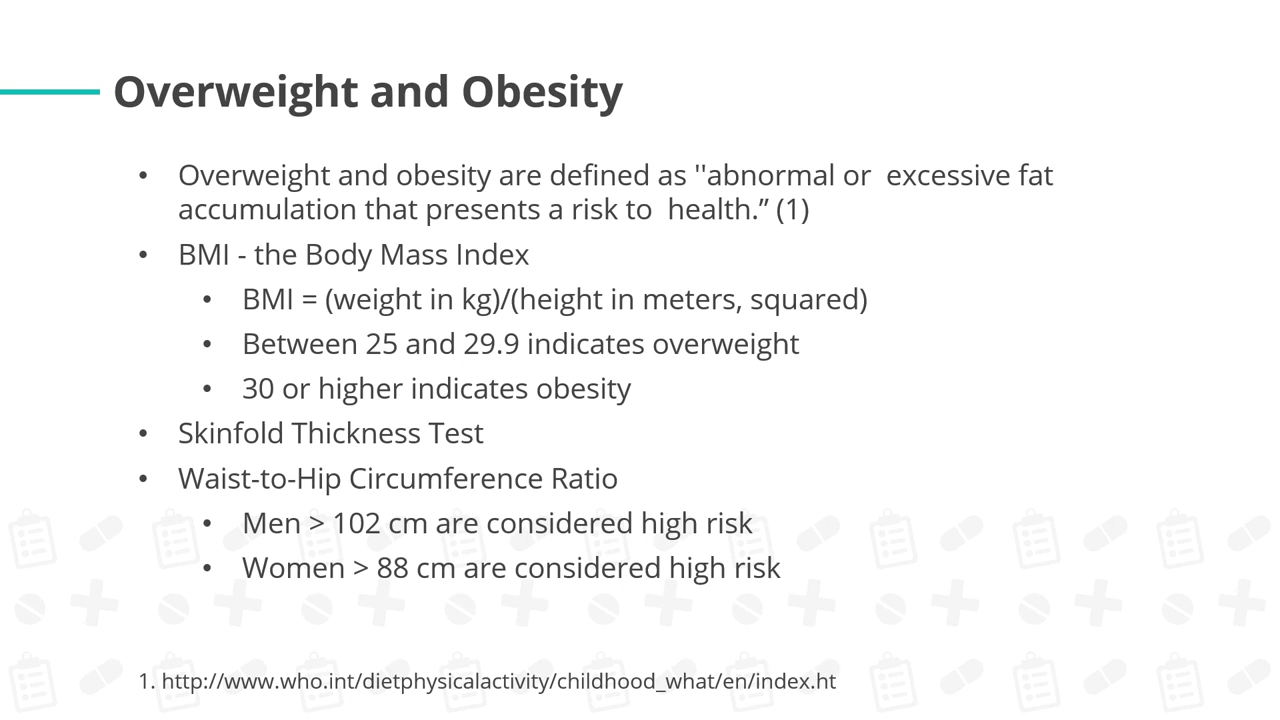 Overweight and Obesity
• Overweight and obesity are defined as ''abnormal or  excessive fat
accumulation that presents a risk to  health.” (1)
• BMI - the Body Mass Index
• BMI = (weight in kg)/(height in meters, squared)
• Between 25 and 29.9 indicates overweight
• 30 or higher indicates obesity
• Skinfold Thickness Test
• Waist-to-Hip Circumference Ratio
• Men > 102 cm are considered high risk
• Women > 88 cm are considered high risk
1. http://www.who.int/dietphysicalactivity/childhood_what/en/index.ht